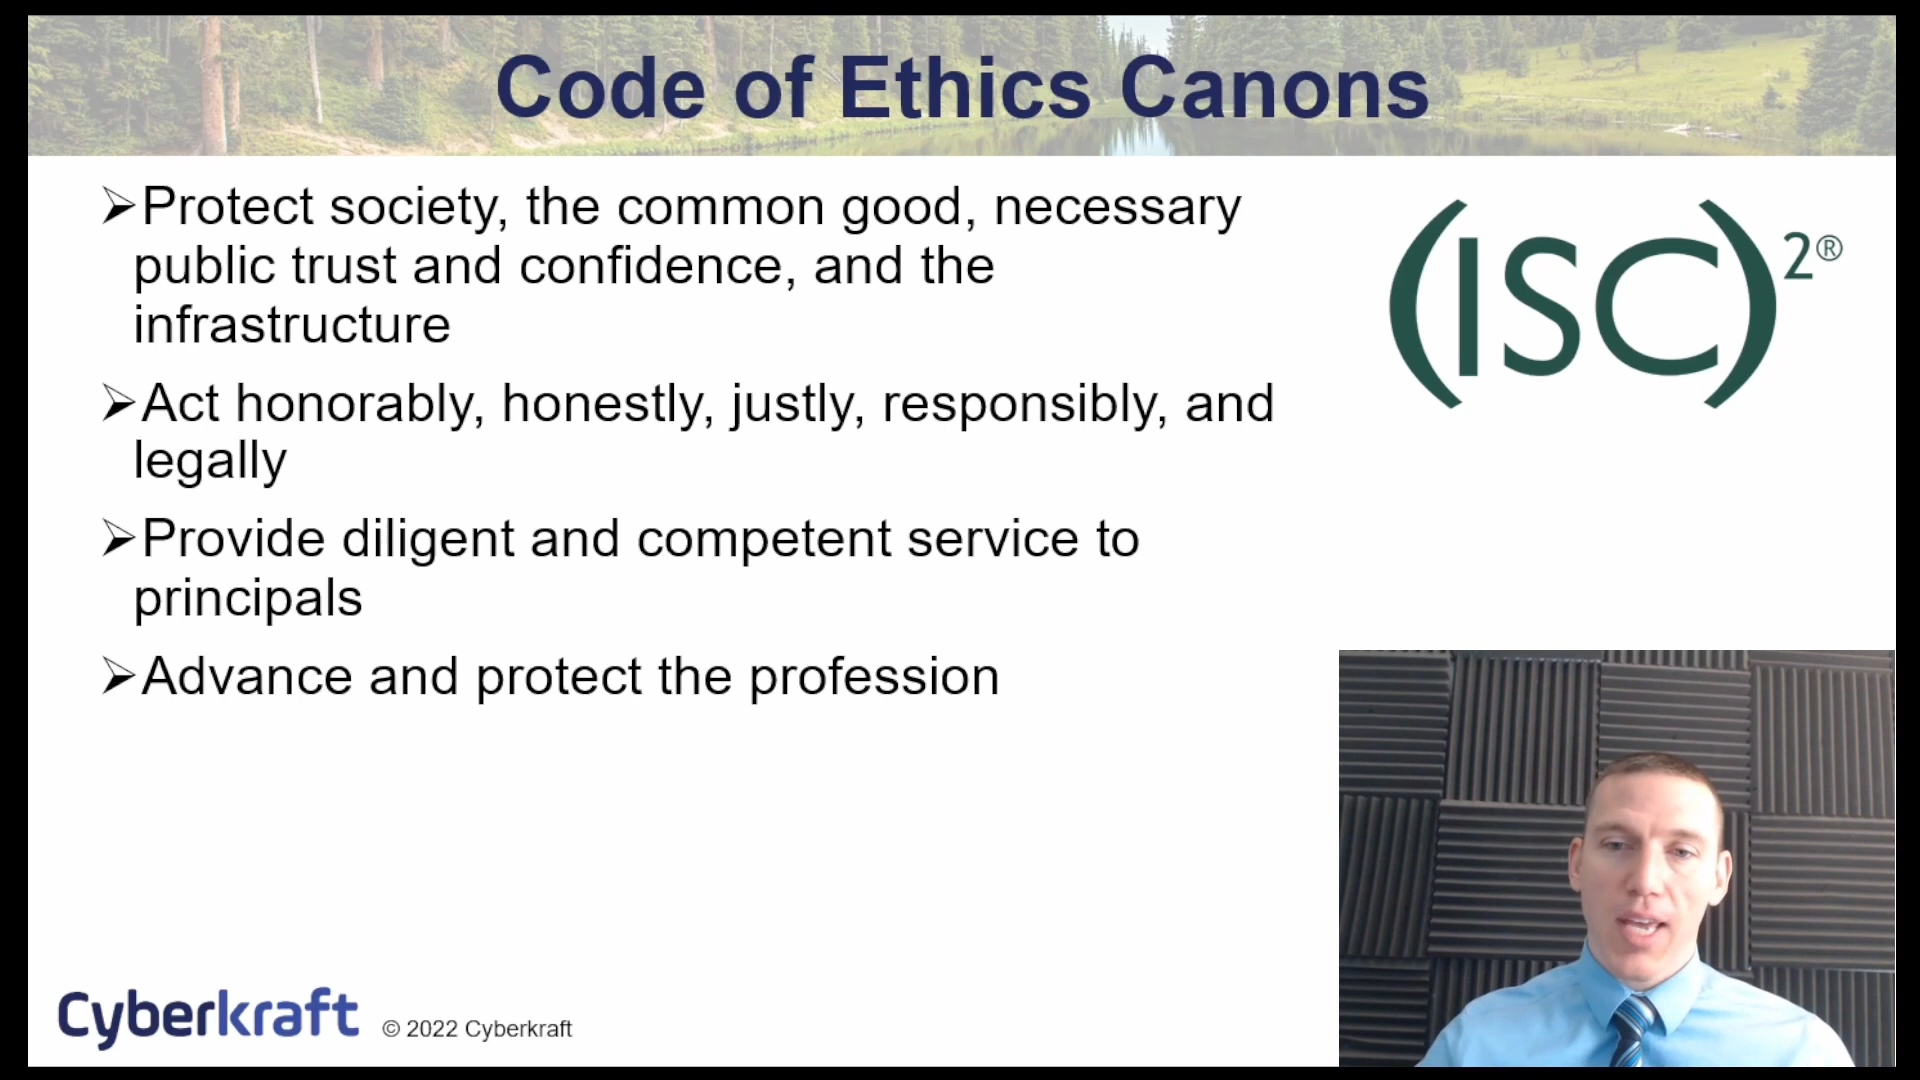 Code of Ethics Canons
➢Protect society, the common good, necessary
public trust and confidence, and the
infrastructure
➢Act honorably, honestly, justly, responsibly, and
legally
➢Provide diligent and competent service to
principals
➢Advance and protect the profession
(ISC)²®
Cyberkraft © 2022 Cyberkraft